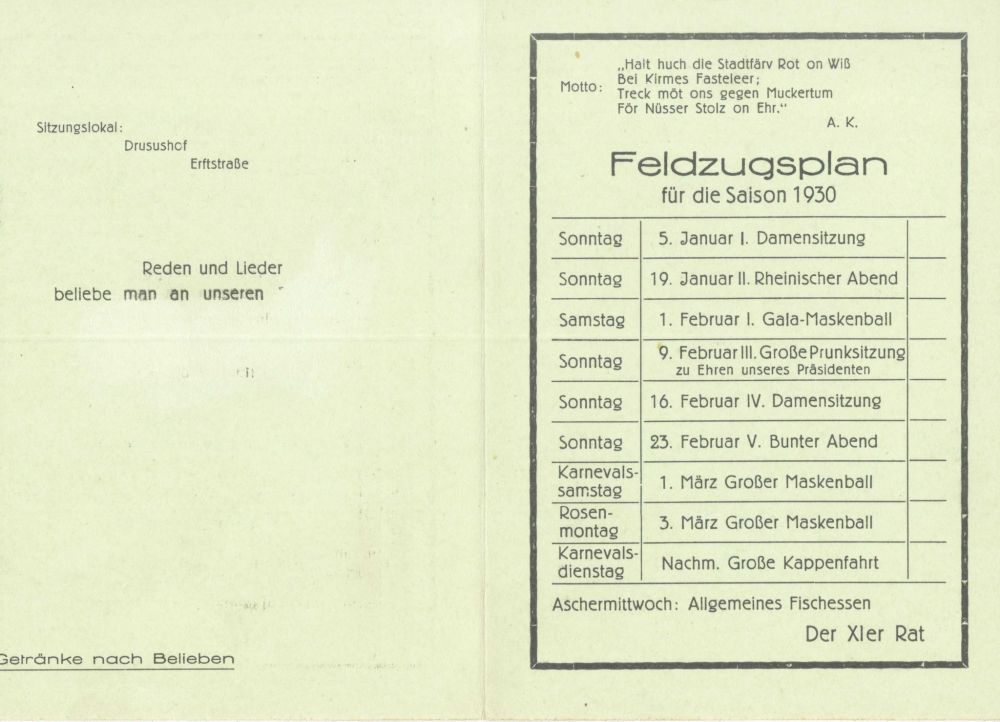 Sitzungslokal:
Drusushof
Erftstraße
Reden und Lieder
beliebe man an unseren
Getränke nach Belieben
Motto:
„Halt huch die Stadtfärv Rot on Wiß
Bei Kirmes Fasteleer;
Treck möt ons gegen Muckertum
För Nüsser Stolz on Ehr.“
A. K.
Feldzugsplan
für die Saison 1930
Sonntag 5. Januar I. Damensitzung
Sonntag 19. Januar II. Rheinischer Abend
Samstag 1. Februar I. Gala-Maskenball
Sonntag 9. Februar III. Große Prunksitzung
zu Ehren unseres Präsidenten
Sonntag 16. Februar IV. Damensitzung
Sonntag 23. Februar V. Bunter Abend
Karnevals-
samstag 1. März Großer Maskenball
Rosen-
montag 3. März Großer Maskenball
Karnevals-
dienstag Nachm. Große Kappenfahrt
Aschermittwoch: Allgemeines Fischessen
Der XIer Rat